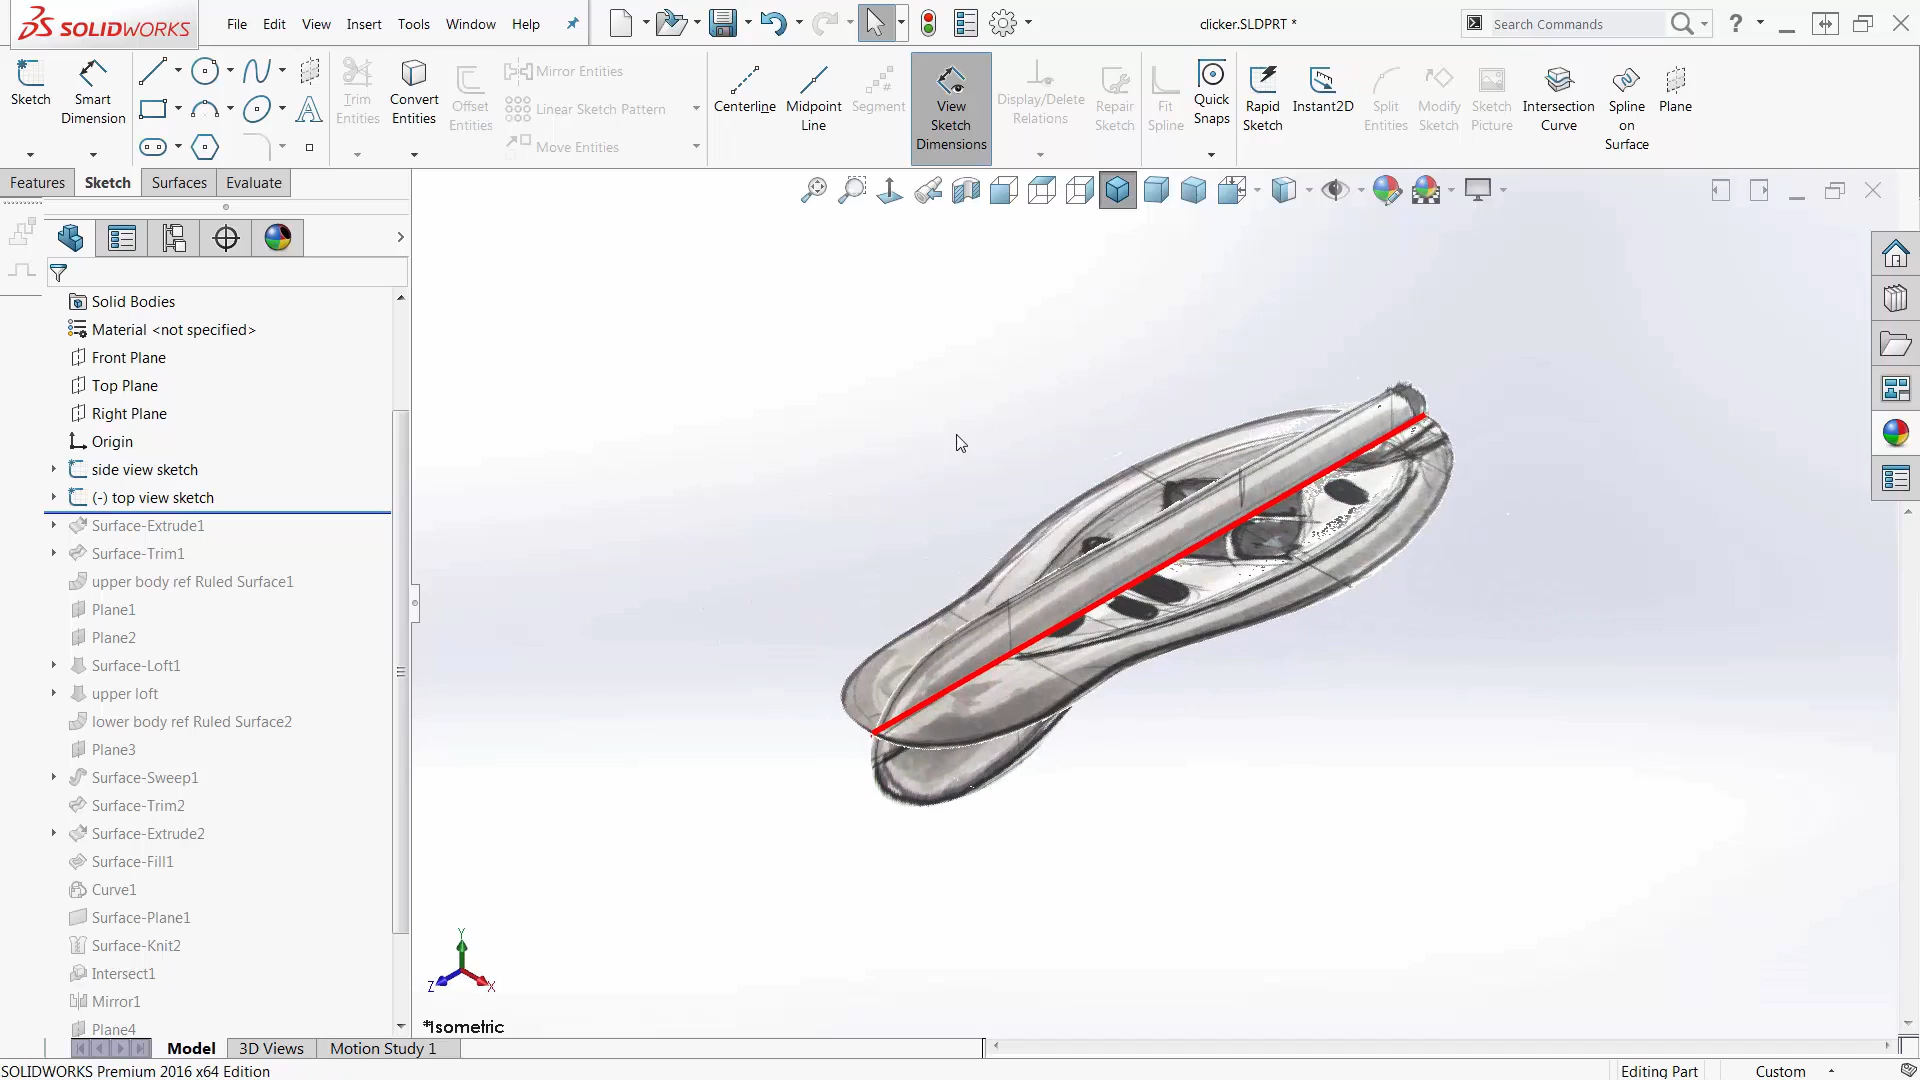 SOLIDWORKS
File Edit View Insert Tools Window Help
clicker.SLDPRT *
Search Commands
Sketch
Smart Dimension
Trim Entities
Convert Entities
Offset Entities
Mirror Entities
Linear Sketch Pattern
Move Entities
Centerline
Midpoint Line
Segment
View Sketch Dimensions
Display/Delete Relations
Repair Sketch
Fit Spline
Quick Snaps
Rapid Sketch
Instant2D
Split Entities
Modify Sketch
Sketch Picture
Intersection Curve
Spline on Surface
Plane
Features Sketch Surfaces Evaluate
Solid Bodies
Material <not specified>
Front Plane
Top Plane
Right Plane
Origin
side view sketch
(-) top view sketch
Surface-Extrude1
Surface-Trim1
upper body ref Ruled Surface1
Plane1
Plane2
Surface-Loft1
upper loft
lower body ref Ruled Surface2
Plane3
Surface-Sweep1
Surface-Trim2
Surface-Extrude2
Surface-Fill1
Curve1
Surface-Plane1
Surface-Knit2
Intersect1
Mirror1
Plane4
Y
Z
X
*Isometric
Model 3D Views Motion Study 1
SOLIDWORKS Premium 2016 x64 Edition
Editing Part
Custom